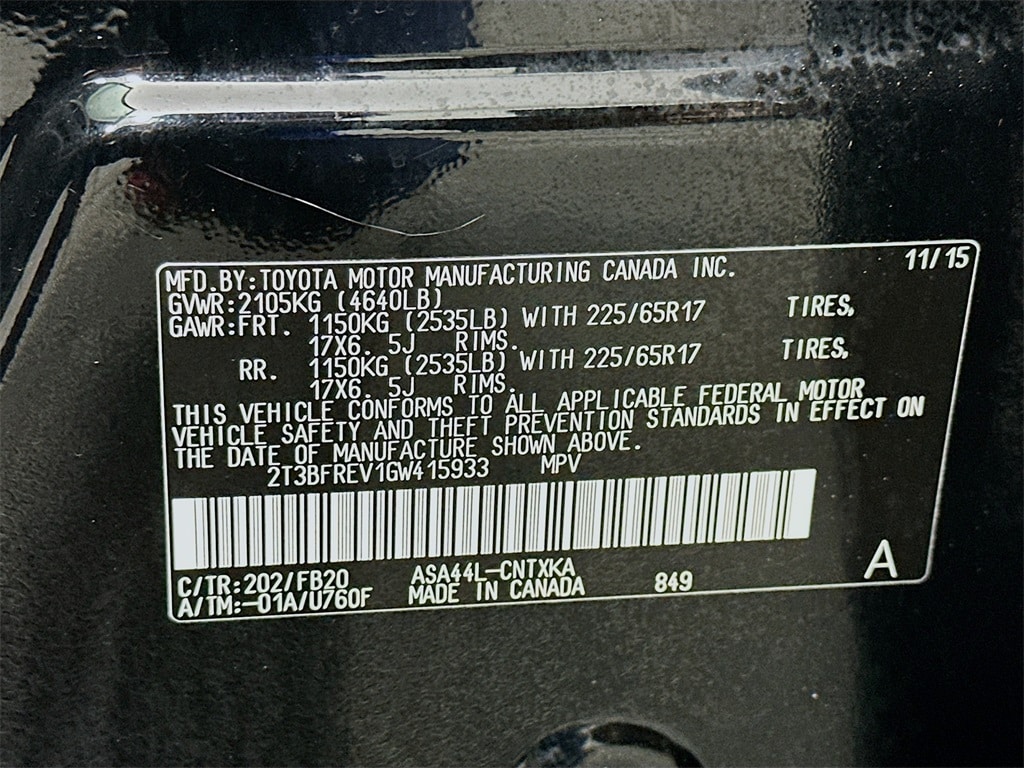 MFD.BY:TOYOTA MOTOR MANUFACTURING CANADA INC. 11/15
GVWR:2105KG (4640LB)
GAWR:FRT. 1150KG (2535LB) WITH 225/65R17 TIRES,
17X6. 5J RIMS.
RR. 1150KG (2535LB) WITH 225/65R17 TIRES,
17X6. 5J RIMS.
THIS VEHICLE CONFORMS TO ALL APPLICABLE FEDERAL MOTOR
VEHICLE SAFETY AND THEFT PREVENTION STANDARDS IN EFFECT ON
THE DATE OF MANUFACTURE SHOWN ABOVE.
2T3BFREV1GW415933 MPV
C/TR:202/FB20 ASA44L-CNTXKA 849 A
A/TM:-01A/U760F MADE IN CANADA